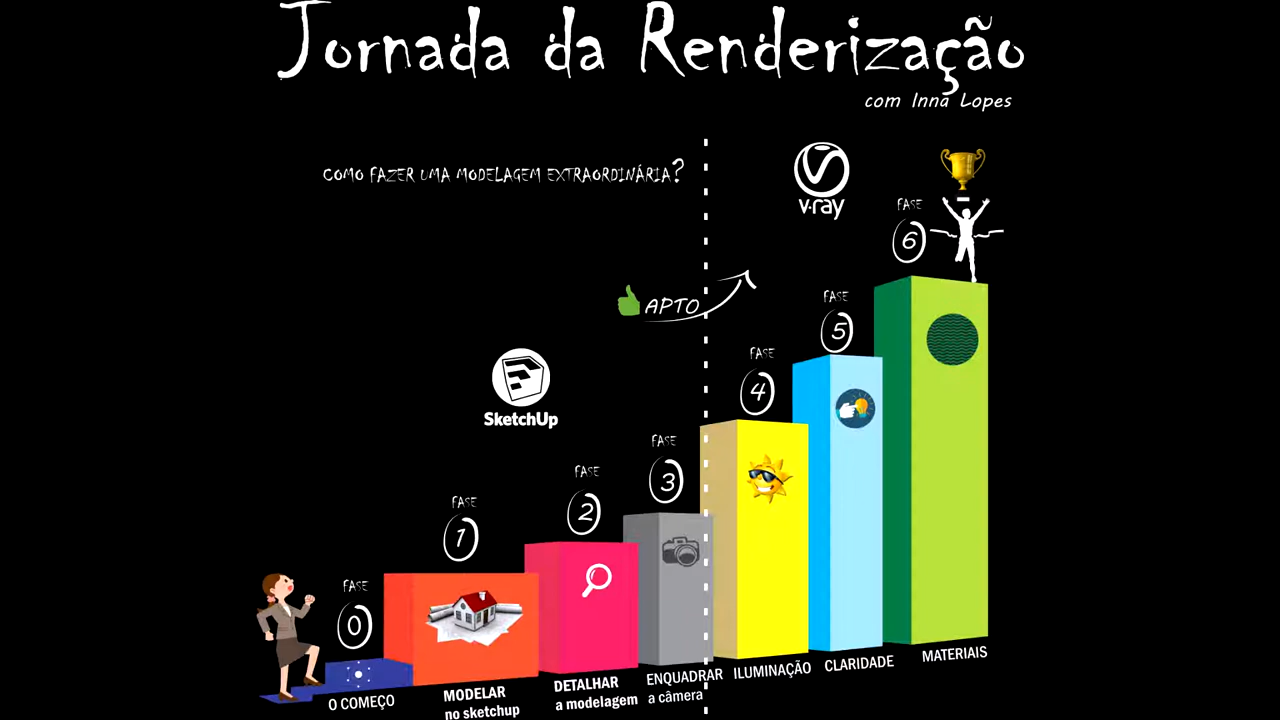 Jornada da Renderização
com Inna Lopes
COMO FAZER UMA MODELAGEM EXTRAORDINÁRIA?
v·ray
FASE
6
FASE
5
APTO
FASE
4
SketchUp
FASE
3
FASE
2
FASE
1
FASE
0
O COMEÇO
MODELAR
no sketchup
DETALHAR
a modelagem
ENQUADRAR
a câmera
ILUMINAÇÃO
CLARIDADE
MATERIAIS